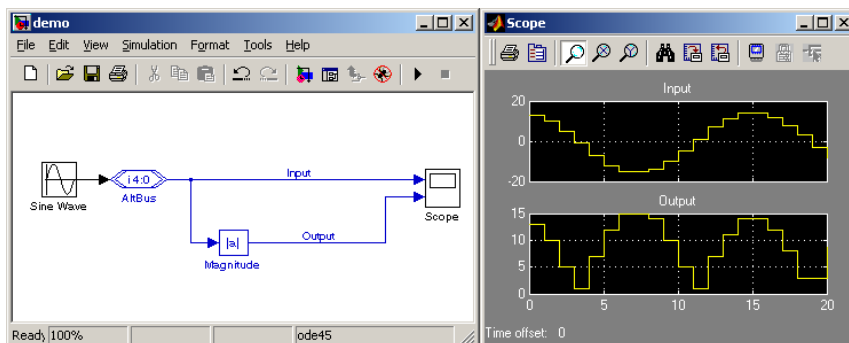 demo
File Edit View Simulation Format Tools Help
i 4:0
Sine Wave
AltBus
Input
Scope
|a|
Output
Magnitude
Ready 100%
ode45
Scope
Input
20
0
-20
Output
15
10
5
0
0 5 10 15 20
Time offset: 0